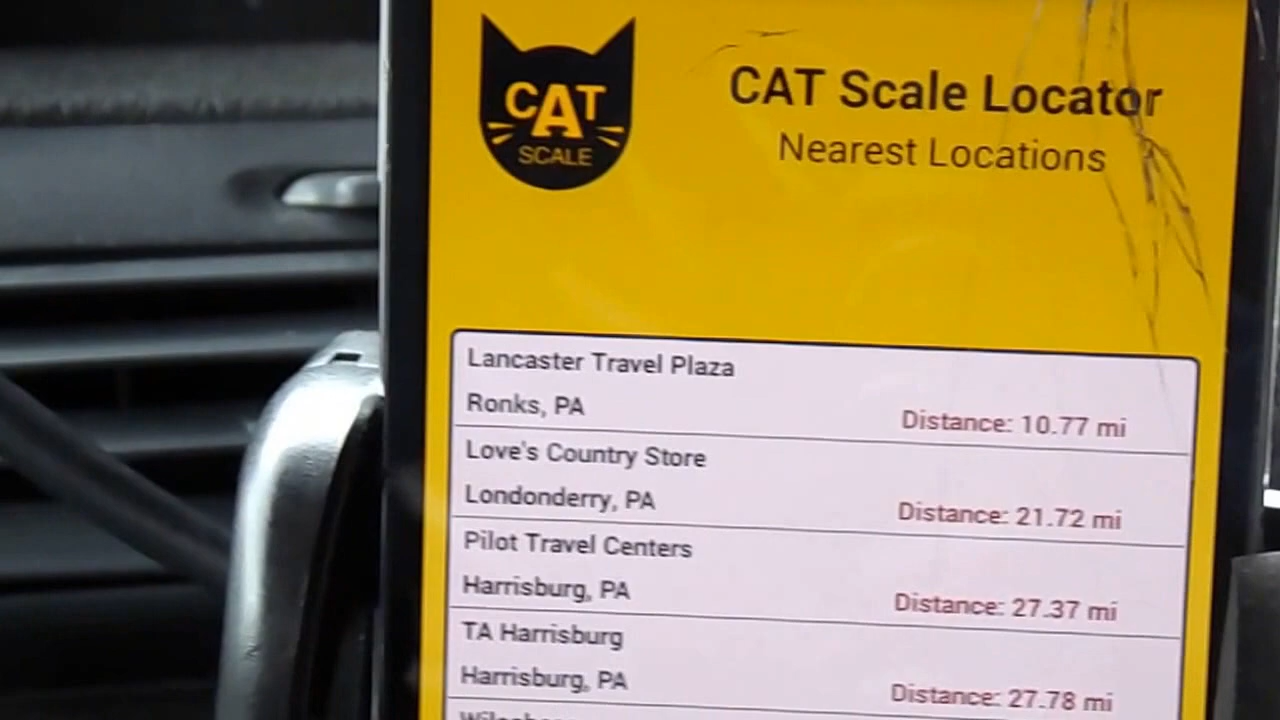 CAT
SCALE
CAT Scale Locator
Nearest Locations
Lancaster Travel Plaza
Ronks, PA
Distance: 10.77 mi
Love's Country Store
Londonderry, PA
Distance: 21.72 mi
Pilot Travel Centers
Harrisburg, PA
Distance: 27.37 mi
TA Harrisburg
Harrisburg, PA
Distance: 27.78 mi